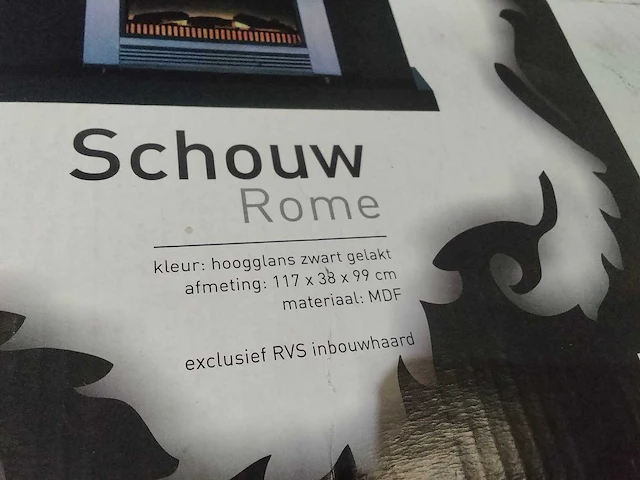 Schouw
Rome
kleur: hoogglans zwart gelakt
afmeting: 117 x 38 x 99 cm
materiaal: MDF
exclusief RVS inbouwhaard